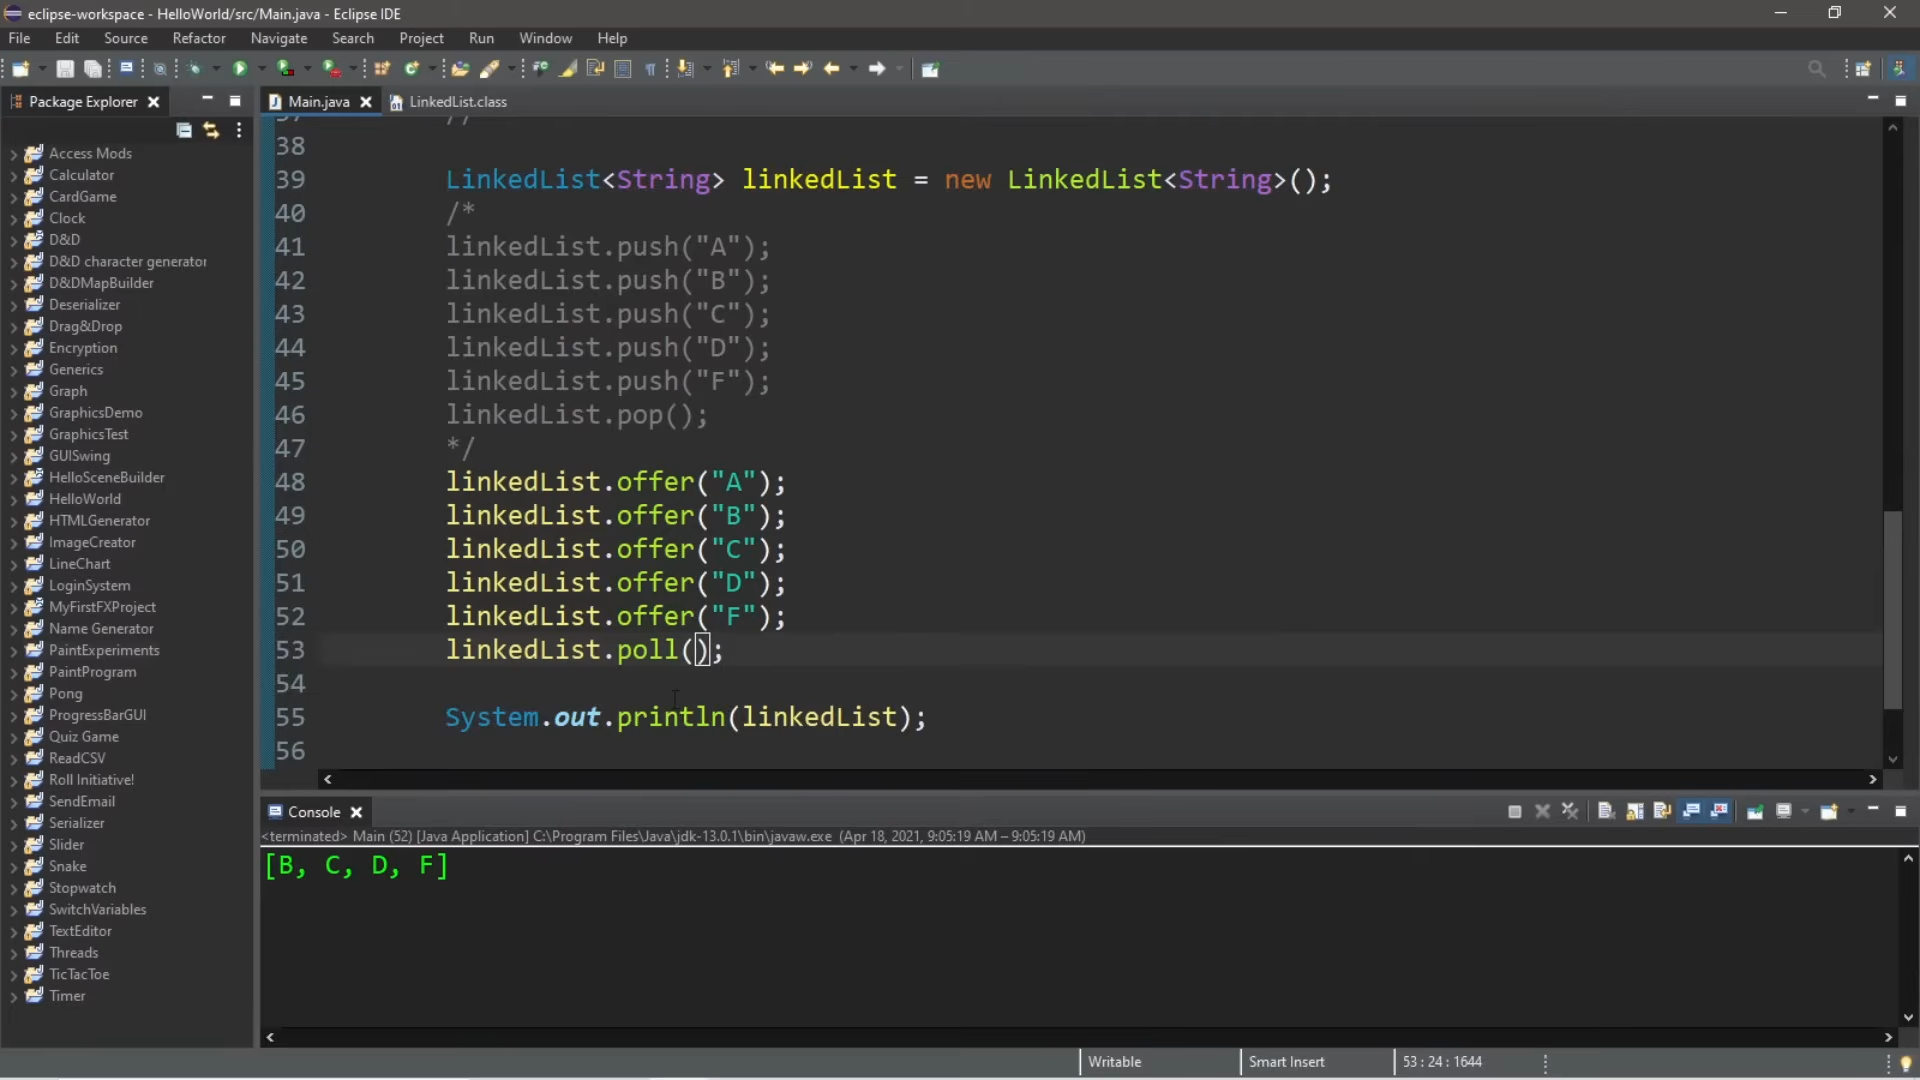 eclipse-workspace - HelloWorld/src/Main.java - Eclipse IDE
File Edit Source Refactor Navigate Search Project Run Window Help
Package Explorer
Main.java
LinkedList.class
Access Mods
Calculator
CardGame
Clock
D&D
D&D character generator
D&DMapBuilder
Deserializer
Drag&Drop
Encryption
Generics
Graph
GraphicsDemo
GraphicsTest
GUISwing
HelloSceneBuilder
HelloWorld
HTMLGenerator
ImageCreator
LineChart
LoginSystem
MyFirstFXProject
Name Generator
PaintExperiments
PaintProgram
Pong
ProgressBarGUI
Quiz Game
ReadCSV
Roll Initiative!
SendEmail
Serializer
Slider
Snake
Stopwatch
SwitchVariables
TextEditor
Threads
TicTacToe
Timer
37 //
38
39 LinkedList<String> linkedList = new LinkedList<String>();
40 /*
41 linkedList.push("A");
42 linkedList.push("B");
43 linkedList.push("C");
44 linkedList.push("D");
45 linkedList.push("F");
46 linkedList.pop();
47 */
48 linkedList.offer("A");
49 linkedList.offer("B");
50 linkedList.offer("C");
51 linkedList.offer("D");
52 linkedList.offer("F");
53 linkedList.poll();
54
55 System.out.println(linkedList);
56
Console
<terminated> Main (52) [Java Application] C:\Program Files\Java\jdk-13.0.1\bin\javaw.exe (Apr 18, 2021, 9:05:19 AM – 9:05:19 AM)
[B, C, D, F]
Writable Smart Insert 53 : 24 : 1644